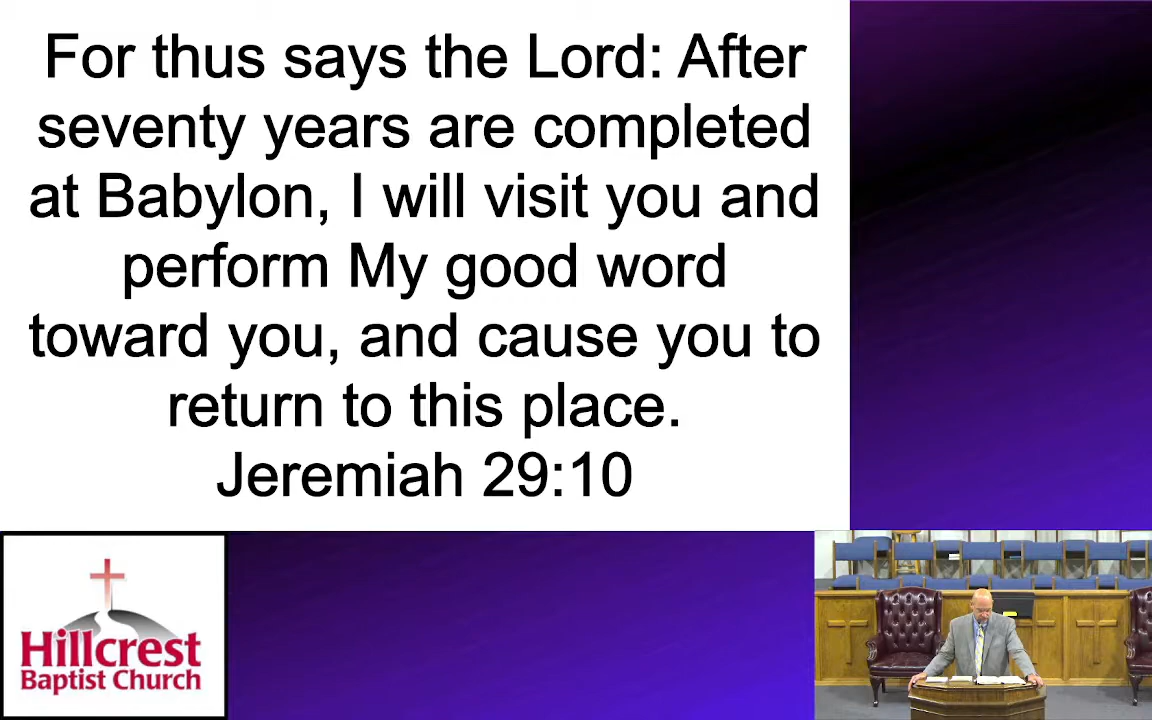 For thus says the Lord: After
seventy years are completed
at Babylon, I will visit you and
perform My good word
toward you, and cause you to
return to this place.
Jeremiah 29:10
Hillcrest
Baptist Church